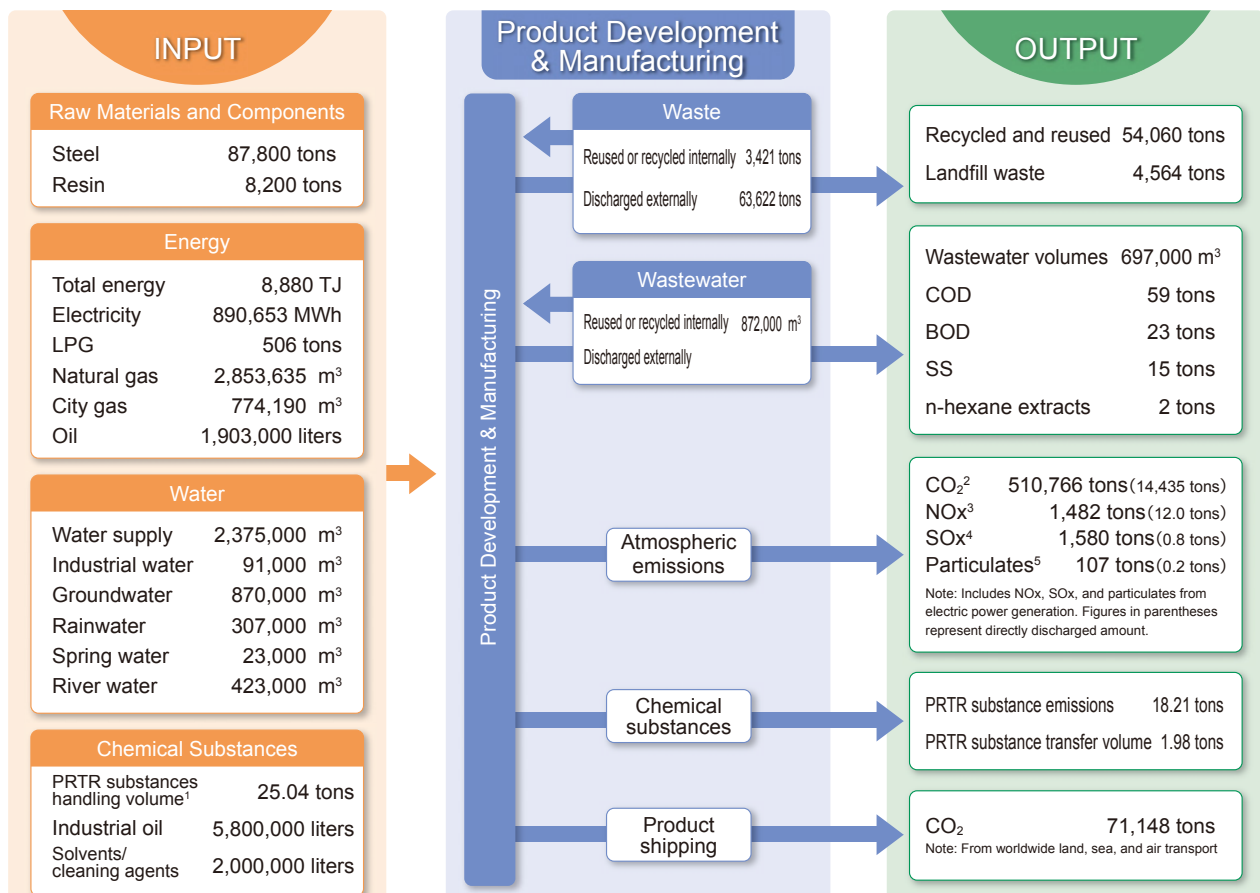 INPUT
Raw Materials and Components
Steel 87,800 tons
Resin 8,200 tons
Energy
Total energy 8,880 TJ
Electricity 890,653 MWh
LPG 506 tons
Natural gas 2,853,635 m³
City gas 774,190 m³
Oil 1,903,000 liters
Water
Water supply 2,375,000 m³
Industrial water 91,000 m³
Groundwater 870,000 m³
Rainwater 307,000 m³
Spring water 23,000 m³
River water 423,000 m³
Chemical Substances
PRTR substances
handling volume¹ 25.04 tons
Industrial oil 5,800,000 liters
Solvents/
cleaning agents 2,000,000 liters
Product Development
& Manufacturing
Product Development & Manufacturing
Waste
Reused or recycled internally 3,421 tons
Discharged externally 63,622 tons
Wastewater
Reused or recycled internally 872,000 m³
Discharged externally
Atmospheric
emissions
Chemical
substances
Product
shipping
OUTPUT
Recycled and reused 54,060 tons
Landfill waste 4,564 tons
Wastewater volumes 697,000 m³
COD 59 tons
BOD 23 tons
SS 15 tons
n-hexane extracts 2 tons
CO₂² 510,766 tons (14,435 tons)
NOx³ 1,482 tons (12.0 tons)
SOx⁴ 1,580 tons (0.8 tons)
Particulates⁵ 107 tons (0.2 tons)
Note: Includes NOx, SOx, and particulates from
electric power generation. Figures in parentheses
represent directly discharged amount.
PRTR substance emissions 18.21 tons
PRTR substance transfer volume 1.98 tons
CO₂ 71,148 tons
Note: From worldwide land, sea, and air transport